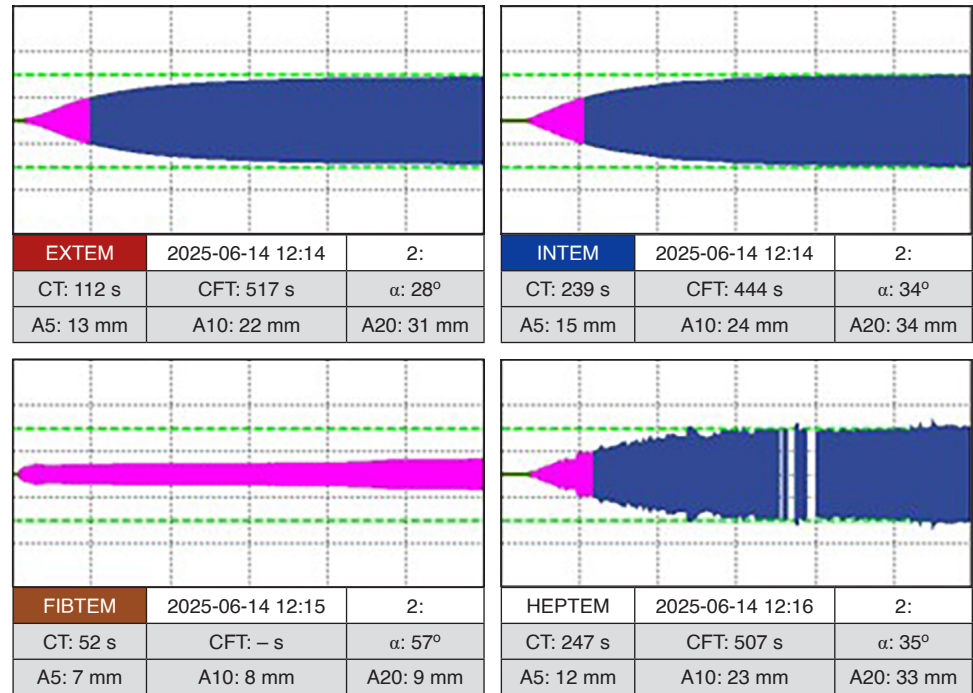 EXTEM 2025-06-14 12:14 2:
CT: 112 s CFT: 517 s α: 28º
A5: 13 mm A10: 22 mm A20: 31 mm
INTEM 2025-06-14 12:14 2:
CT: 239 s CFT: 444 s α: 34º
A5: 15 mm A10: 24 mm A20: 34 mm
FIBTEM 2025-06-14 12:15 2:
CT: 52 s CFT: – s α: 57º
A5: 7 mm A10: 8 mm A20: 9 mm
HEPTEM 2025-06-14 12:16 2:
CT: 247 s CFT: 507 s α: 35º
A5: 12 mm A10: 23 mm A20: 33 mm